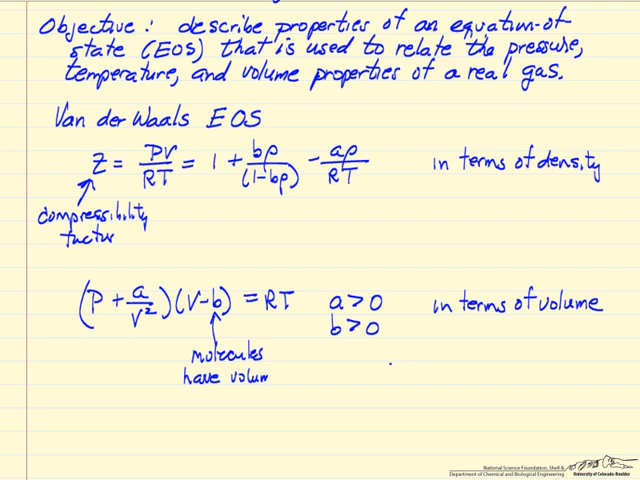 Objective: describe properties of an equation-of
state (EOS) that is used to relate the pressure,
temperature, and volume properties of a real gas.
Van der Waals EOS
Z = PV/RT = 1 + bρ/(1-bρ) - aρ/RT in terms of density
compressibility
factor
(P + a/V²)(V-b) = RT a>0 in terms of volume
b>0
molecules
have volum
National Science Foundation, Shell &
Department of Chemical and Biological Engineering
University of Colorado Boulder